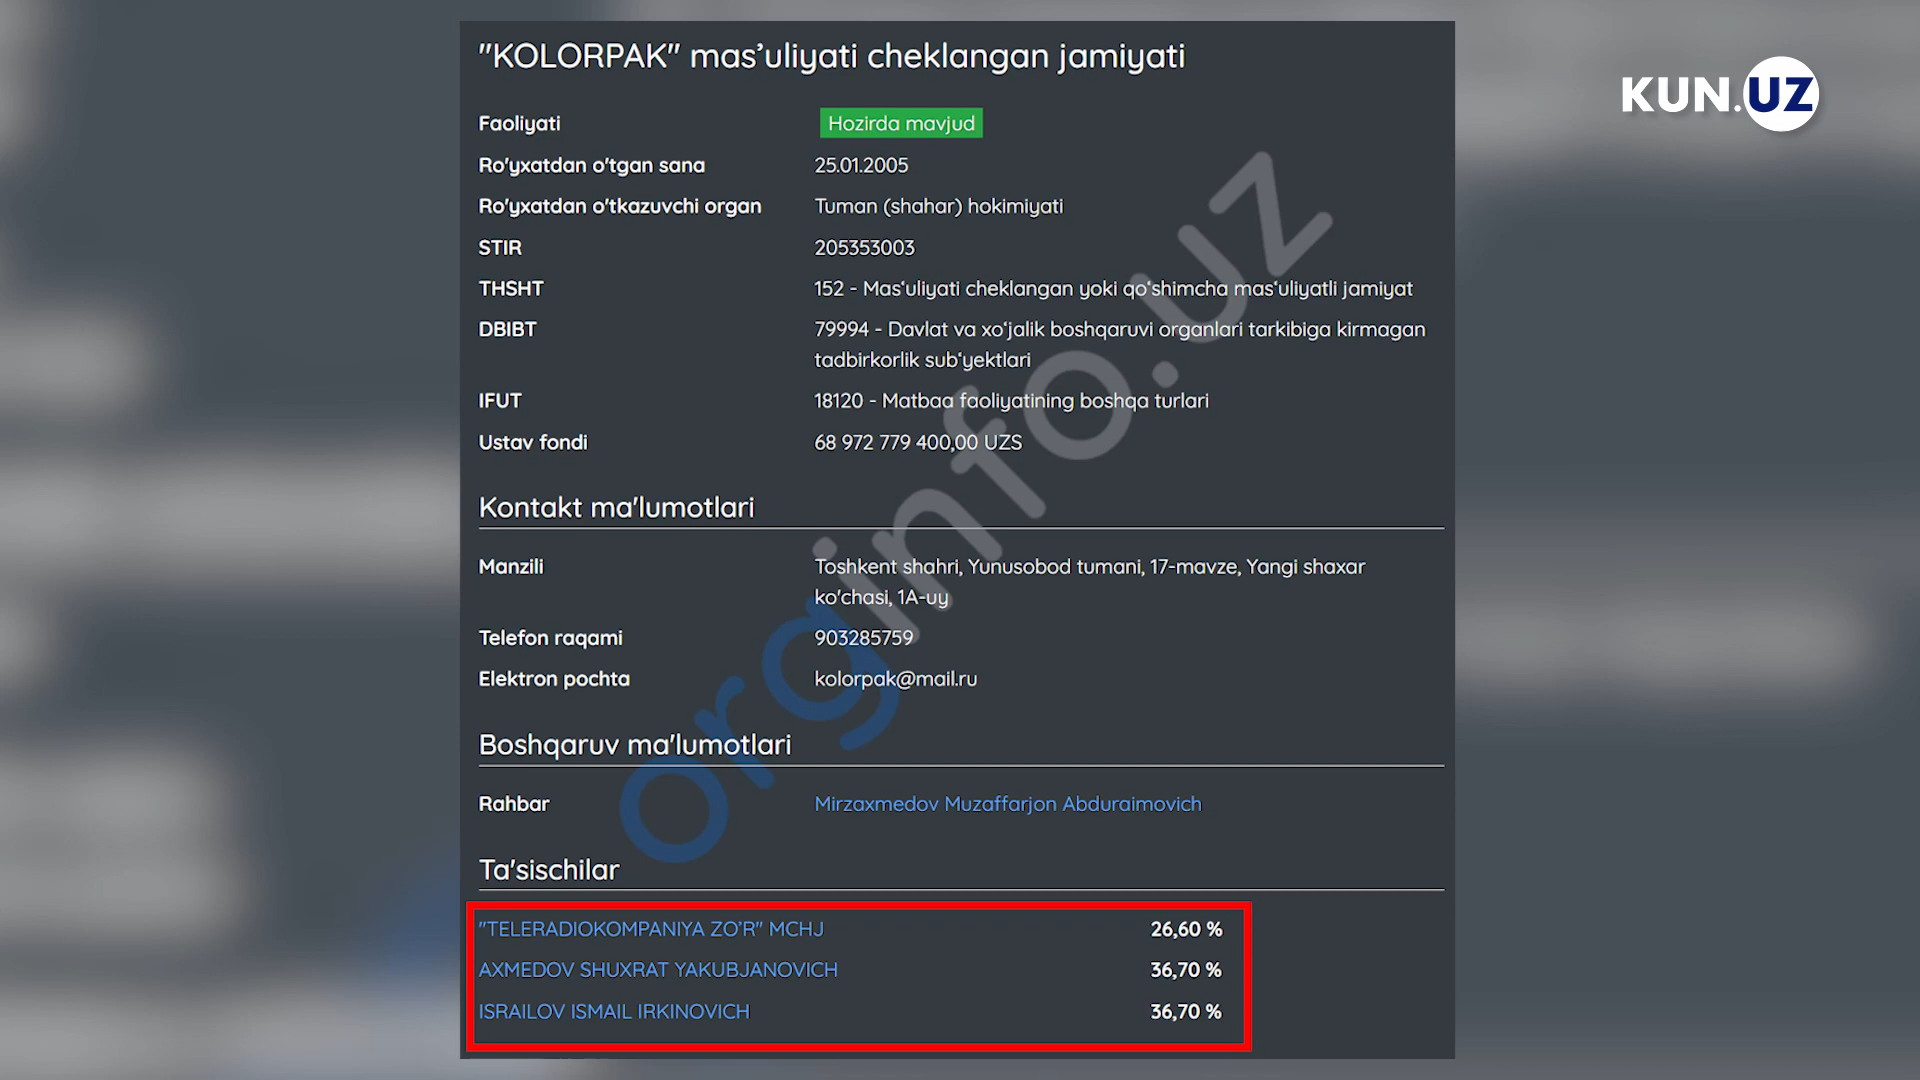 "KOLORPAK" mas’uliyati cheklangan jamiyati
KUN.UZ
Faoliyati Hozirda mavjud
Ro'yxatdan o'tgan sana 25.01.2005
Ro'yxatdan o'tkazuvchi organ Tuman (shahar) hokimiyati
STIR 205353003
THSHT 152 - Mas‘uliyati cheklangan yoki qo‘shimcha mas‘uliyatli jamiyat
DBIBT 79994 - Davlat va xo‘jalik boshqaruvi organlari tarkibiga kirmagan
tadbirkorlik sub‘yektlari
IFUT 18120 - Matbaa faoliyatining boshqa turlari
Ustav fondi 68 972 779 400,00 UZS
Kontakt ma'lumotlari
Manzili Toshkent shahri, Yunusobod tumani, 17-mavze, Yangi shaxar
ko'chasi, 1A-uy
Telefon raqami 903285759
Elektron pochta kolorpak@mail.ru
Boshqaruv ma'lumotlari
Rahbar Mirzaxmedov Muzaffarjon Abduraimovich
Ta'sischilar
"TELERADIOKOMPANIYA ZO’R" MCHJ 26,60 %
AXMEDOV SHUXRAT YAKUBJANOVICH 36,70 %
ISRAILOV ISMAIL IRKINOVICH 36,70 %
orginfo.uz